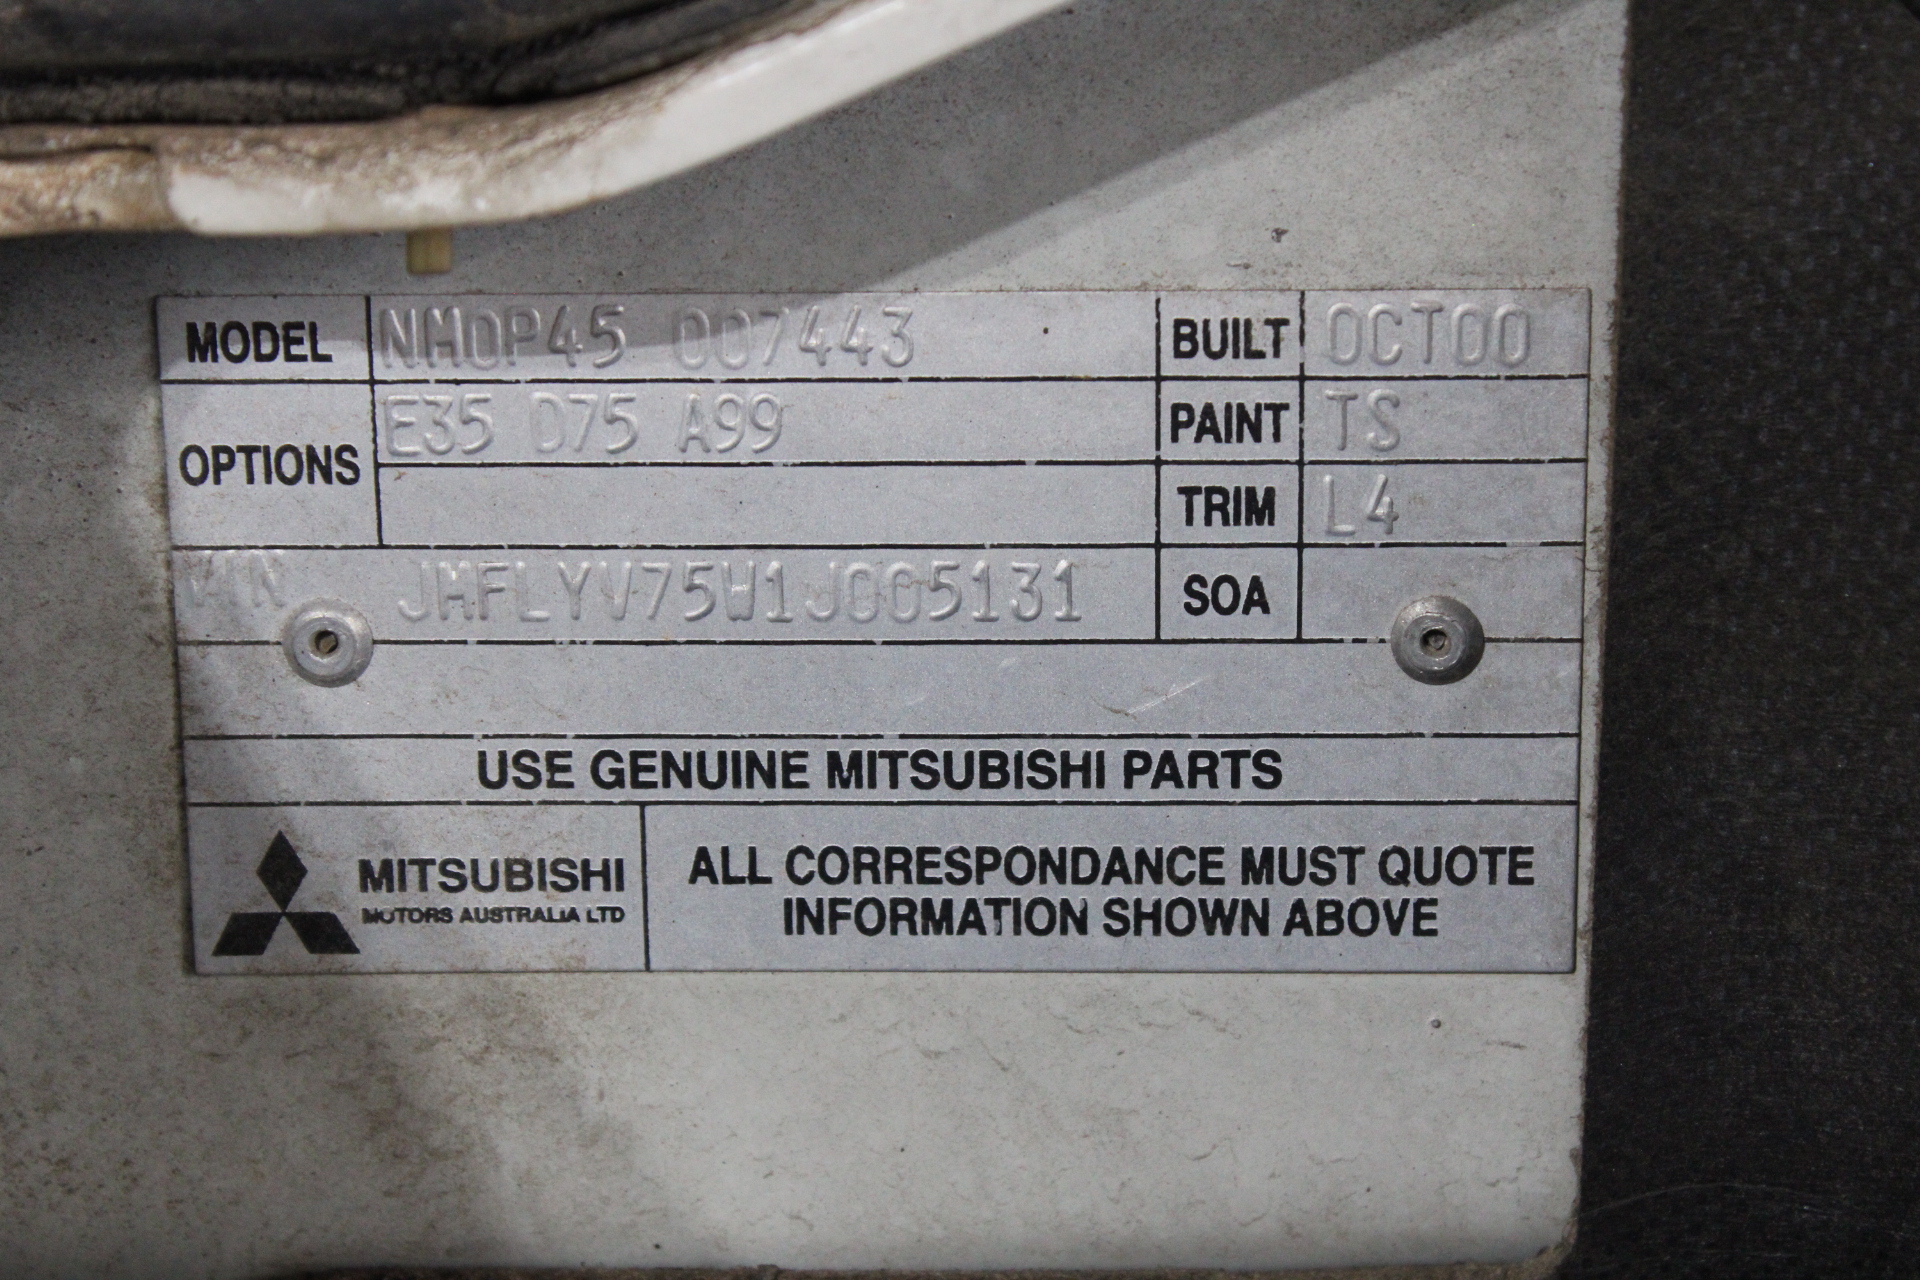 MODEL NM0P45 007443 BUILT OCT00
OPTIONS E35 D75 A99 PAINT TS
TRIM L4
VIN JMFLYV75W1J005131 SOA
USE GENUINE MITSUBISHI PARTS
MITSUBISHI
MOTORS AUSTRALIA LTD
ALL CORRESPONDANCE MUST QUOTE
INFORMATION SHOWN ABOVE